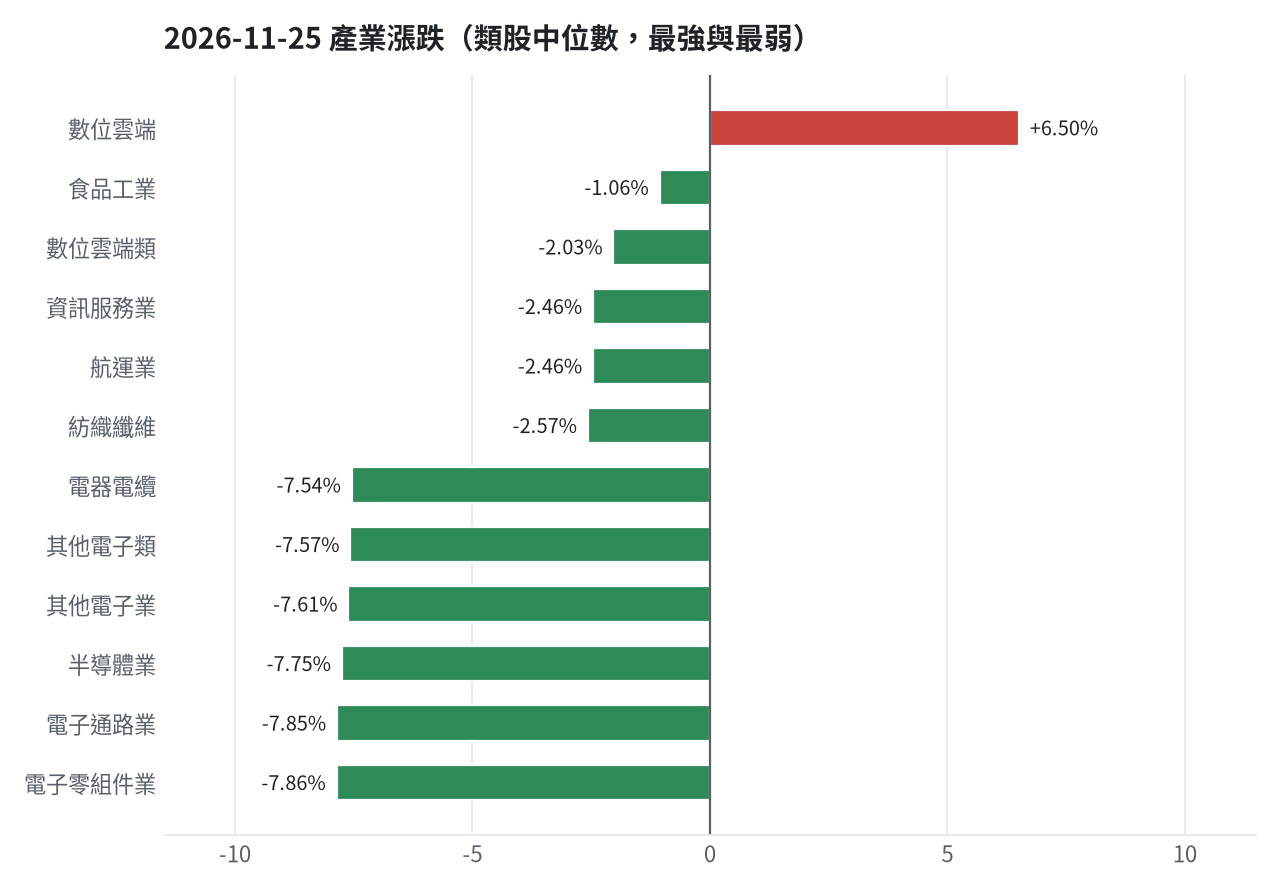 2026-11-25 產業漲跌（類股中位數，最強與最弱）
數位雲端 +6.50%
食品工業 -1.06%
數位雲端類 -2.03%
資訊服務業 -2.46%
航運業 -2.46%
紡織纖維 -2.57%
電器電纜 -7.54%
其他電子類 -7.57%
其他電子業 -7.61%
半導體業 -7.75%
電子通路業 -7.85%
電子零組件業 -7.86%
-10 -5 0 5 10